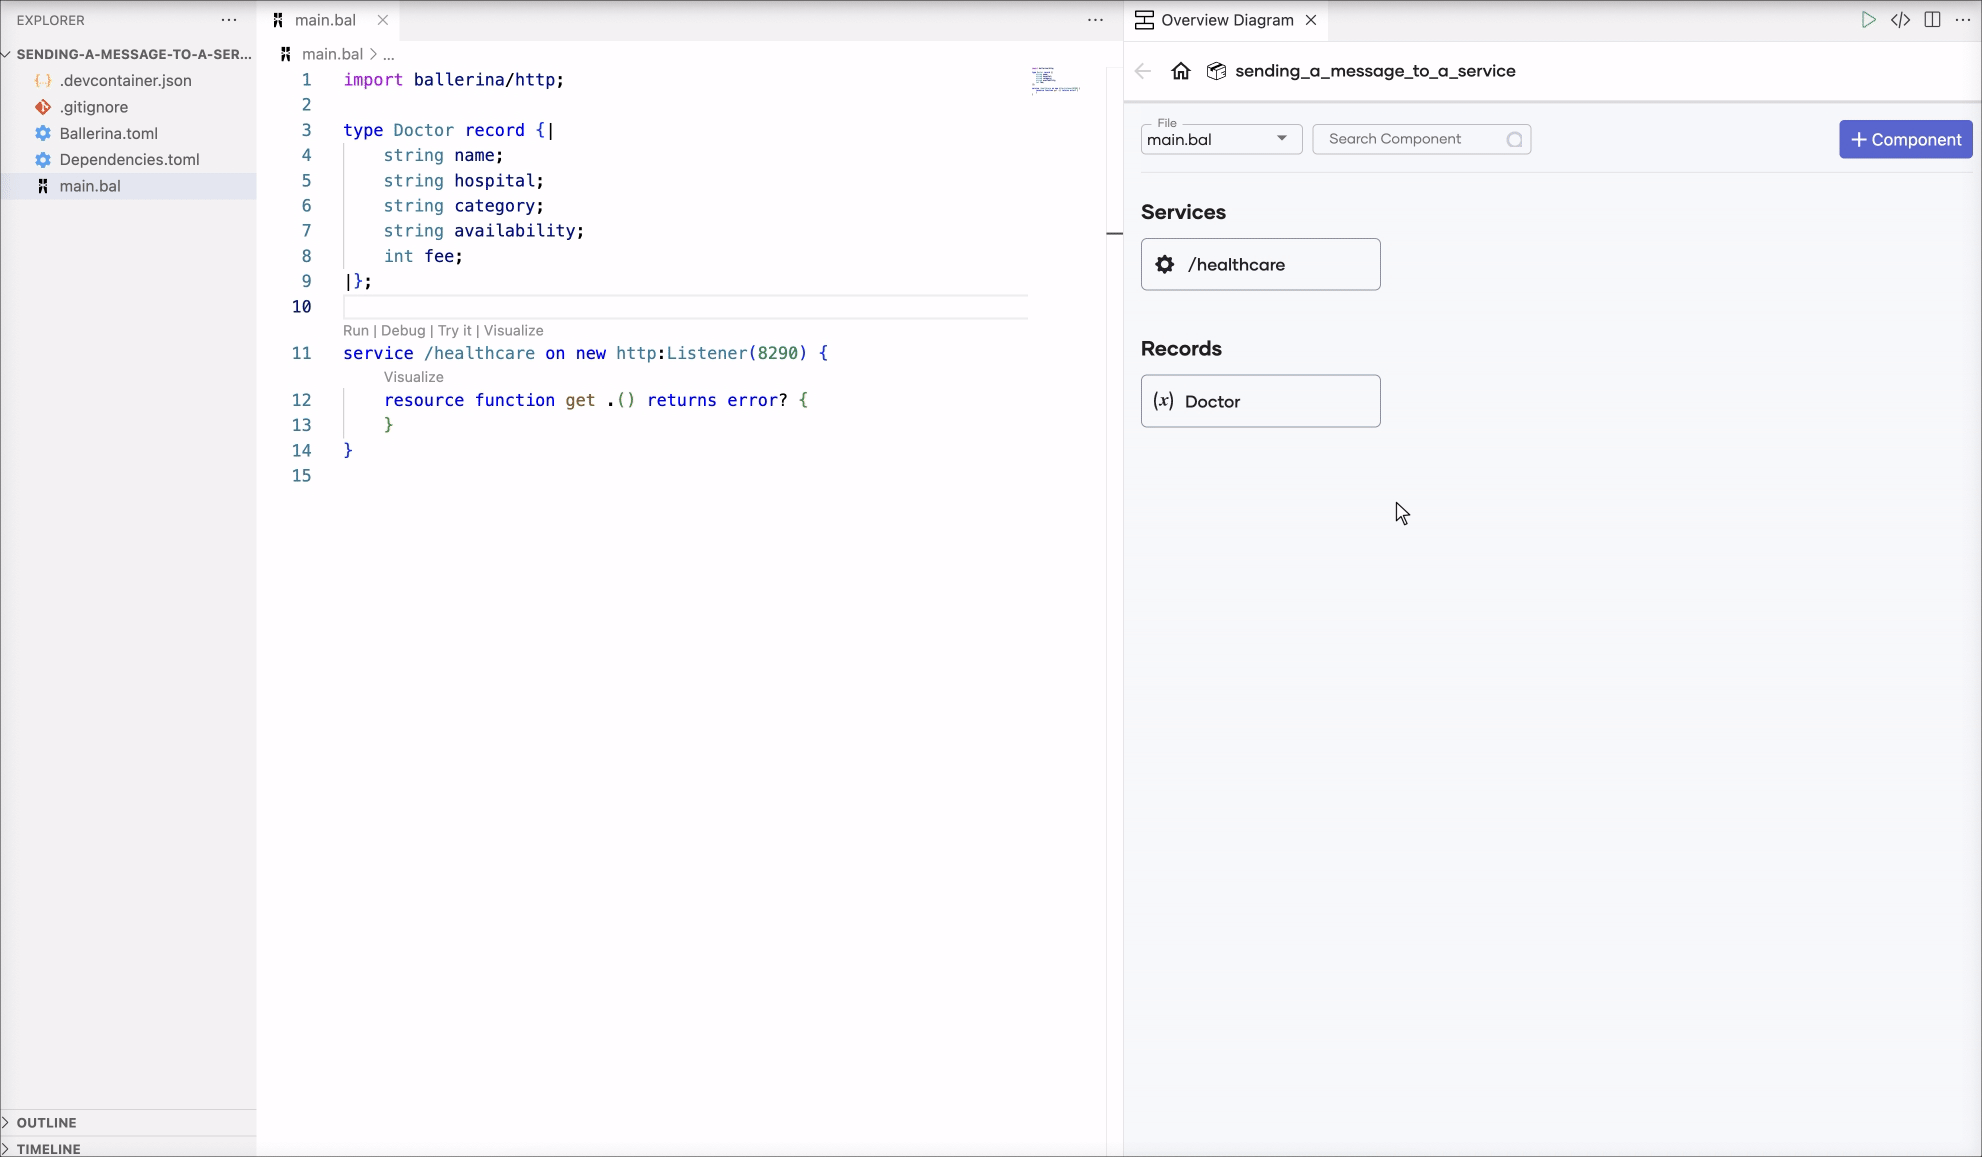 EXPLORER
SENDING-A-MESSAGE-TO-A-SER...
.devcontainer.json
.gitignore
Ballerina.toml
Dependencies.toml
main.bal
OUTLINE
TIMELINE
main.bal
main.bal > ...
1 import ballerina/http;
2
3 type Doctor record {|
4 string name;
5 string hospital;
6 string category;
7 string availability;
8 int fee;
9 |};
10
Run | Debug | Try it | Visualize
11 service /healthcare on new http:Listener(8290) {
Visualize
12 resource function get .() returns error? {
13 }
14 }
15
Overview Diagram
sending_a_message_to_a_service
File
main.bal
Search Component
+ Component
Services
/healthcare
Records
(x) Doctor